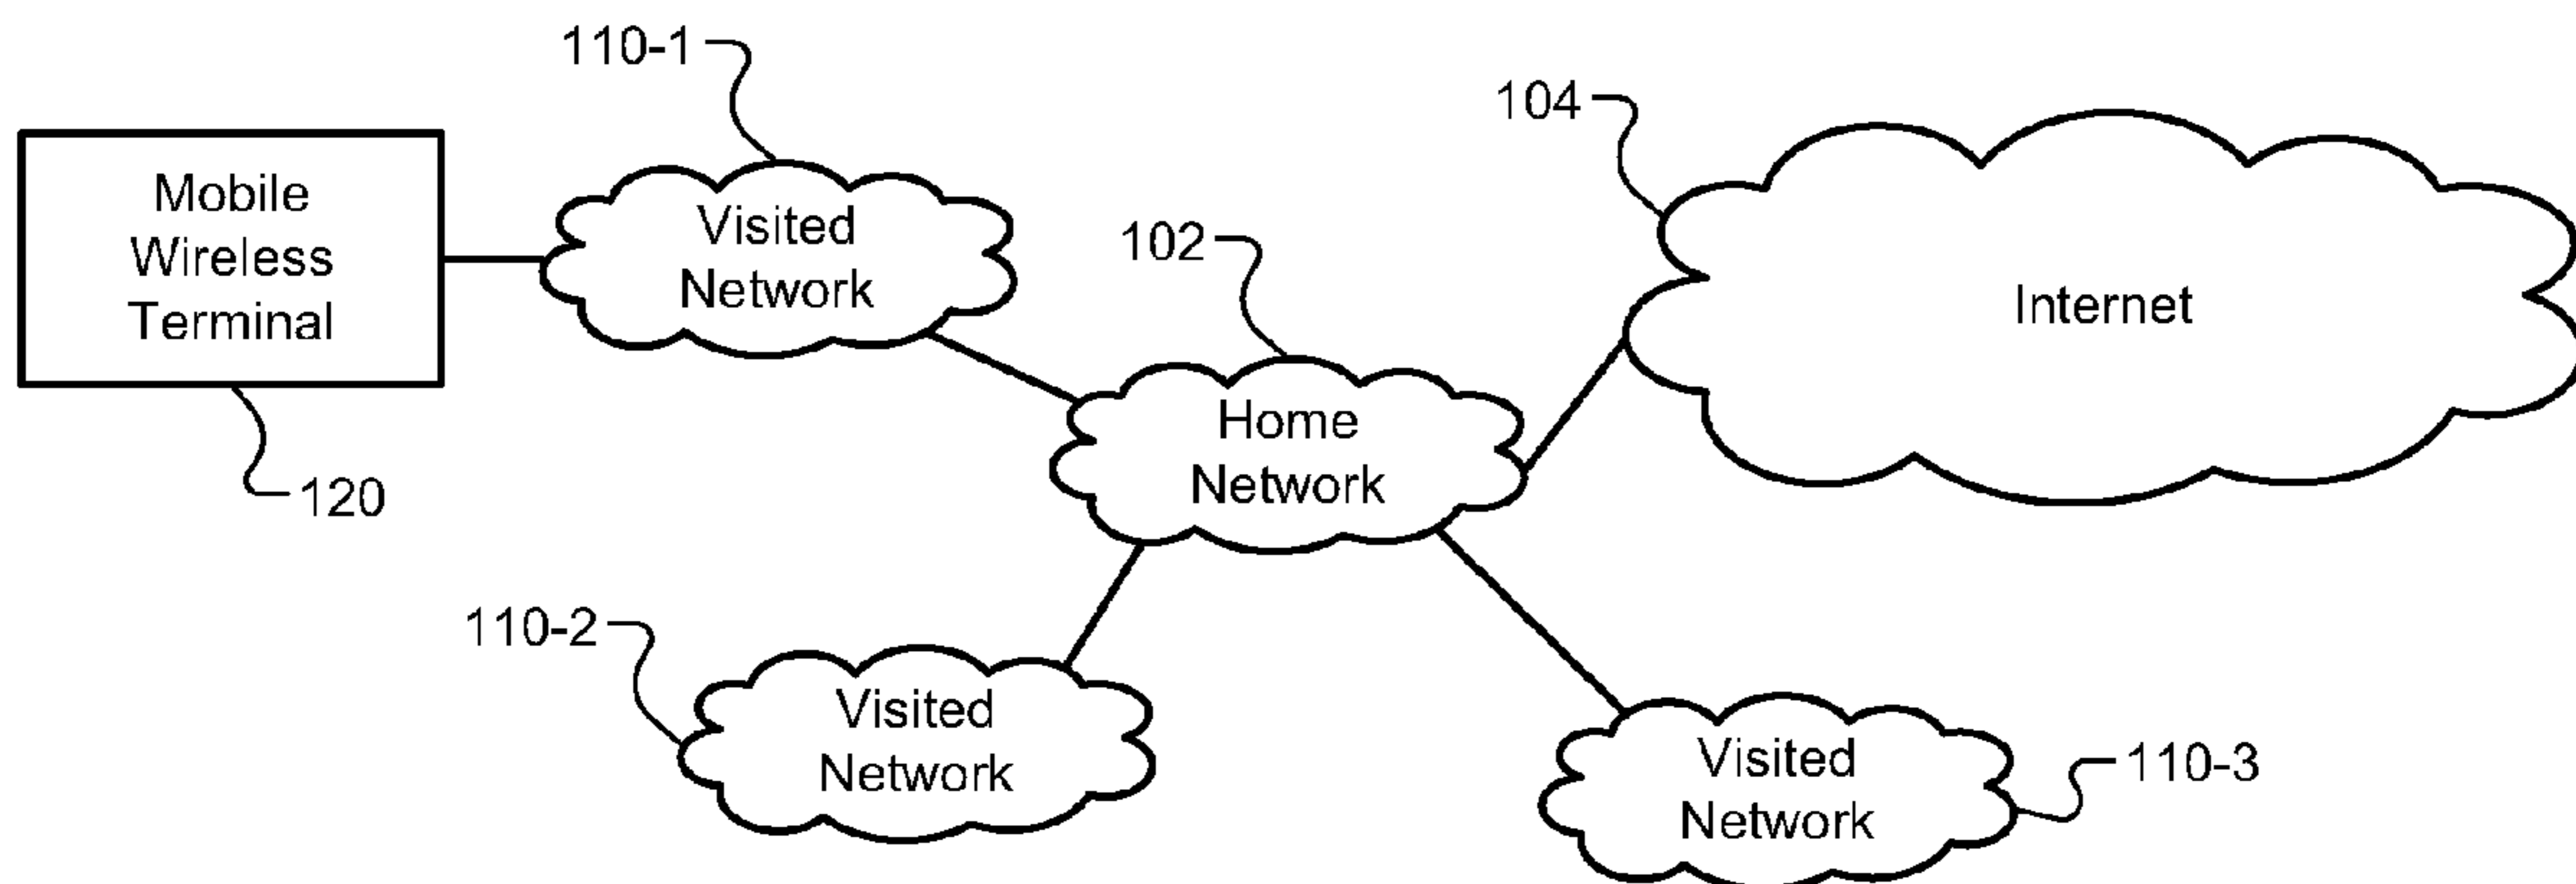 110-1
104
Mobile
Wireless
Terminal
Visited
Network
102
Internet
Home
Network
120
110-2
Visited
Network
Visited
Network
110-3